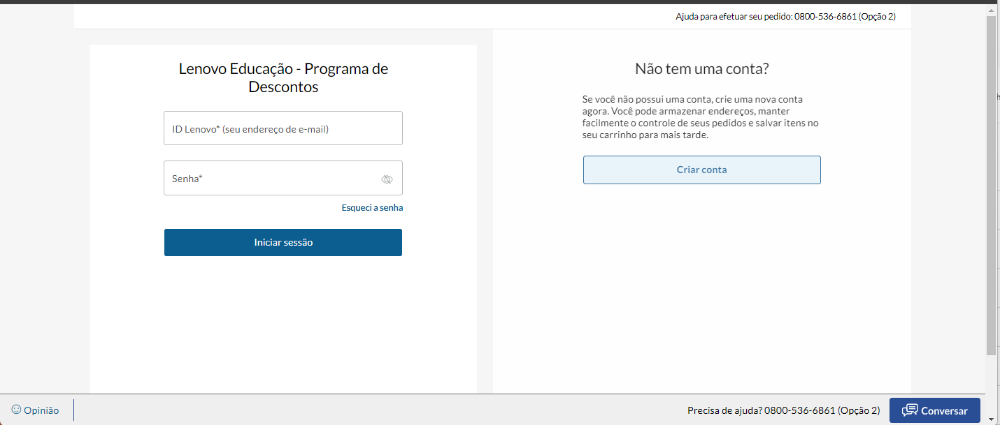 Ajuda para efetuar seu pedido: 0800-536-6861 (Opção 2)
Lenovo Educação - Programa de
Descontos
ID Lenovo* (seu endereço de e-mail)
Senha*
Esqueci a senha
Iniciar sessão
Não tem uma conta?
Se você não possui uma conta, crie uma nova conta
agora. Você pode armazenar endereços, manter
facilmente o controle de seus pedidos e salvar itens no
seu carrinho para mais tarde.
Criar conta
Opinião
Precisa de ajuda? 0800-536-6861 (Opção 2)
Conversar